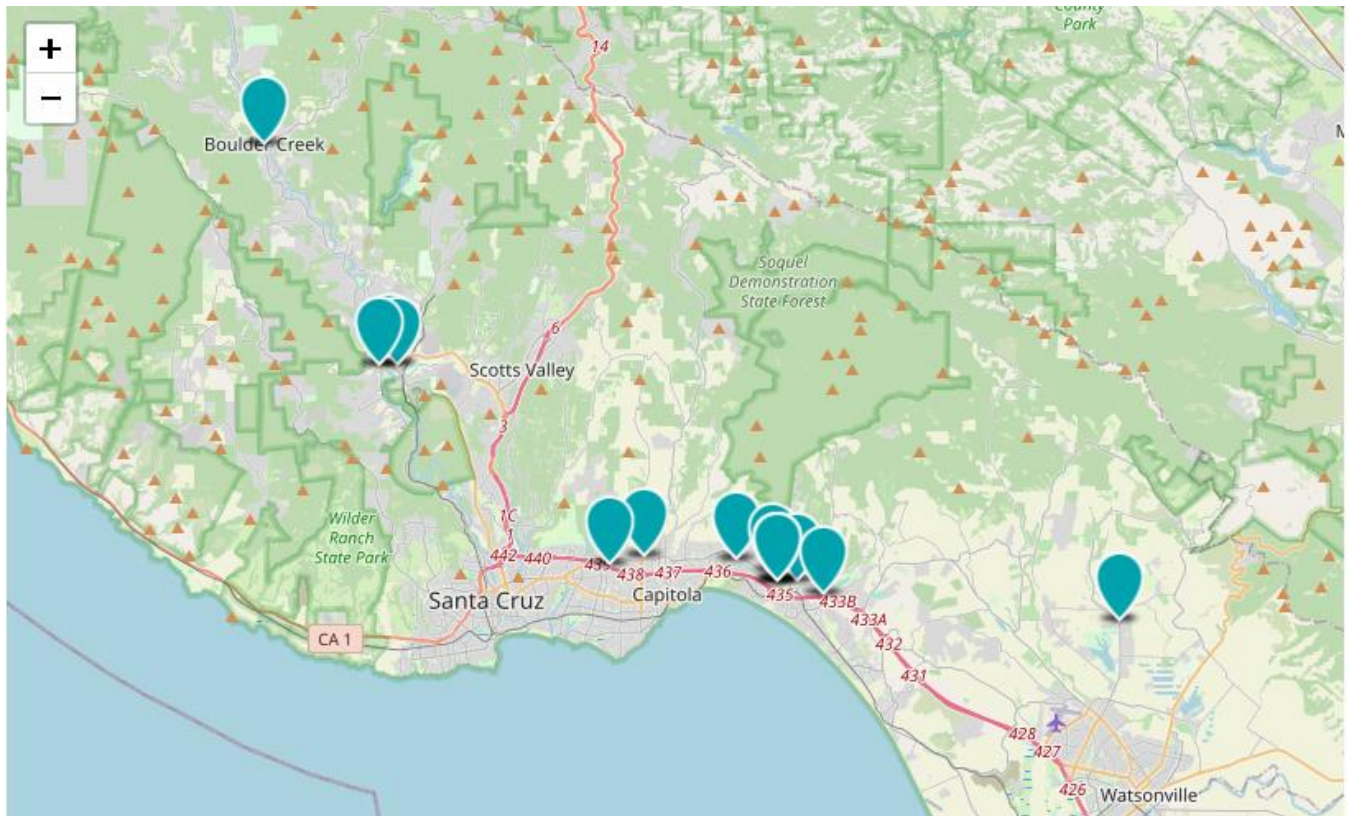 +
−
County
Park
14
Boulder Creek
M
Soquel
Demonstration
State Forest
6
Scotts Valley
3
Wilder
Ranch
State Park
1C
1
442
440
439
438
437
436
Santa Cruz
Capitola
435
433B
433A
CA 1
432
431
428
427
426
Watsonville